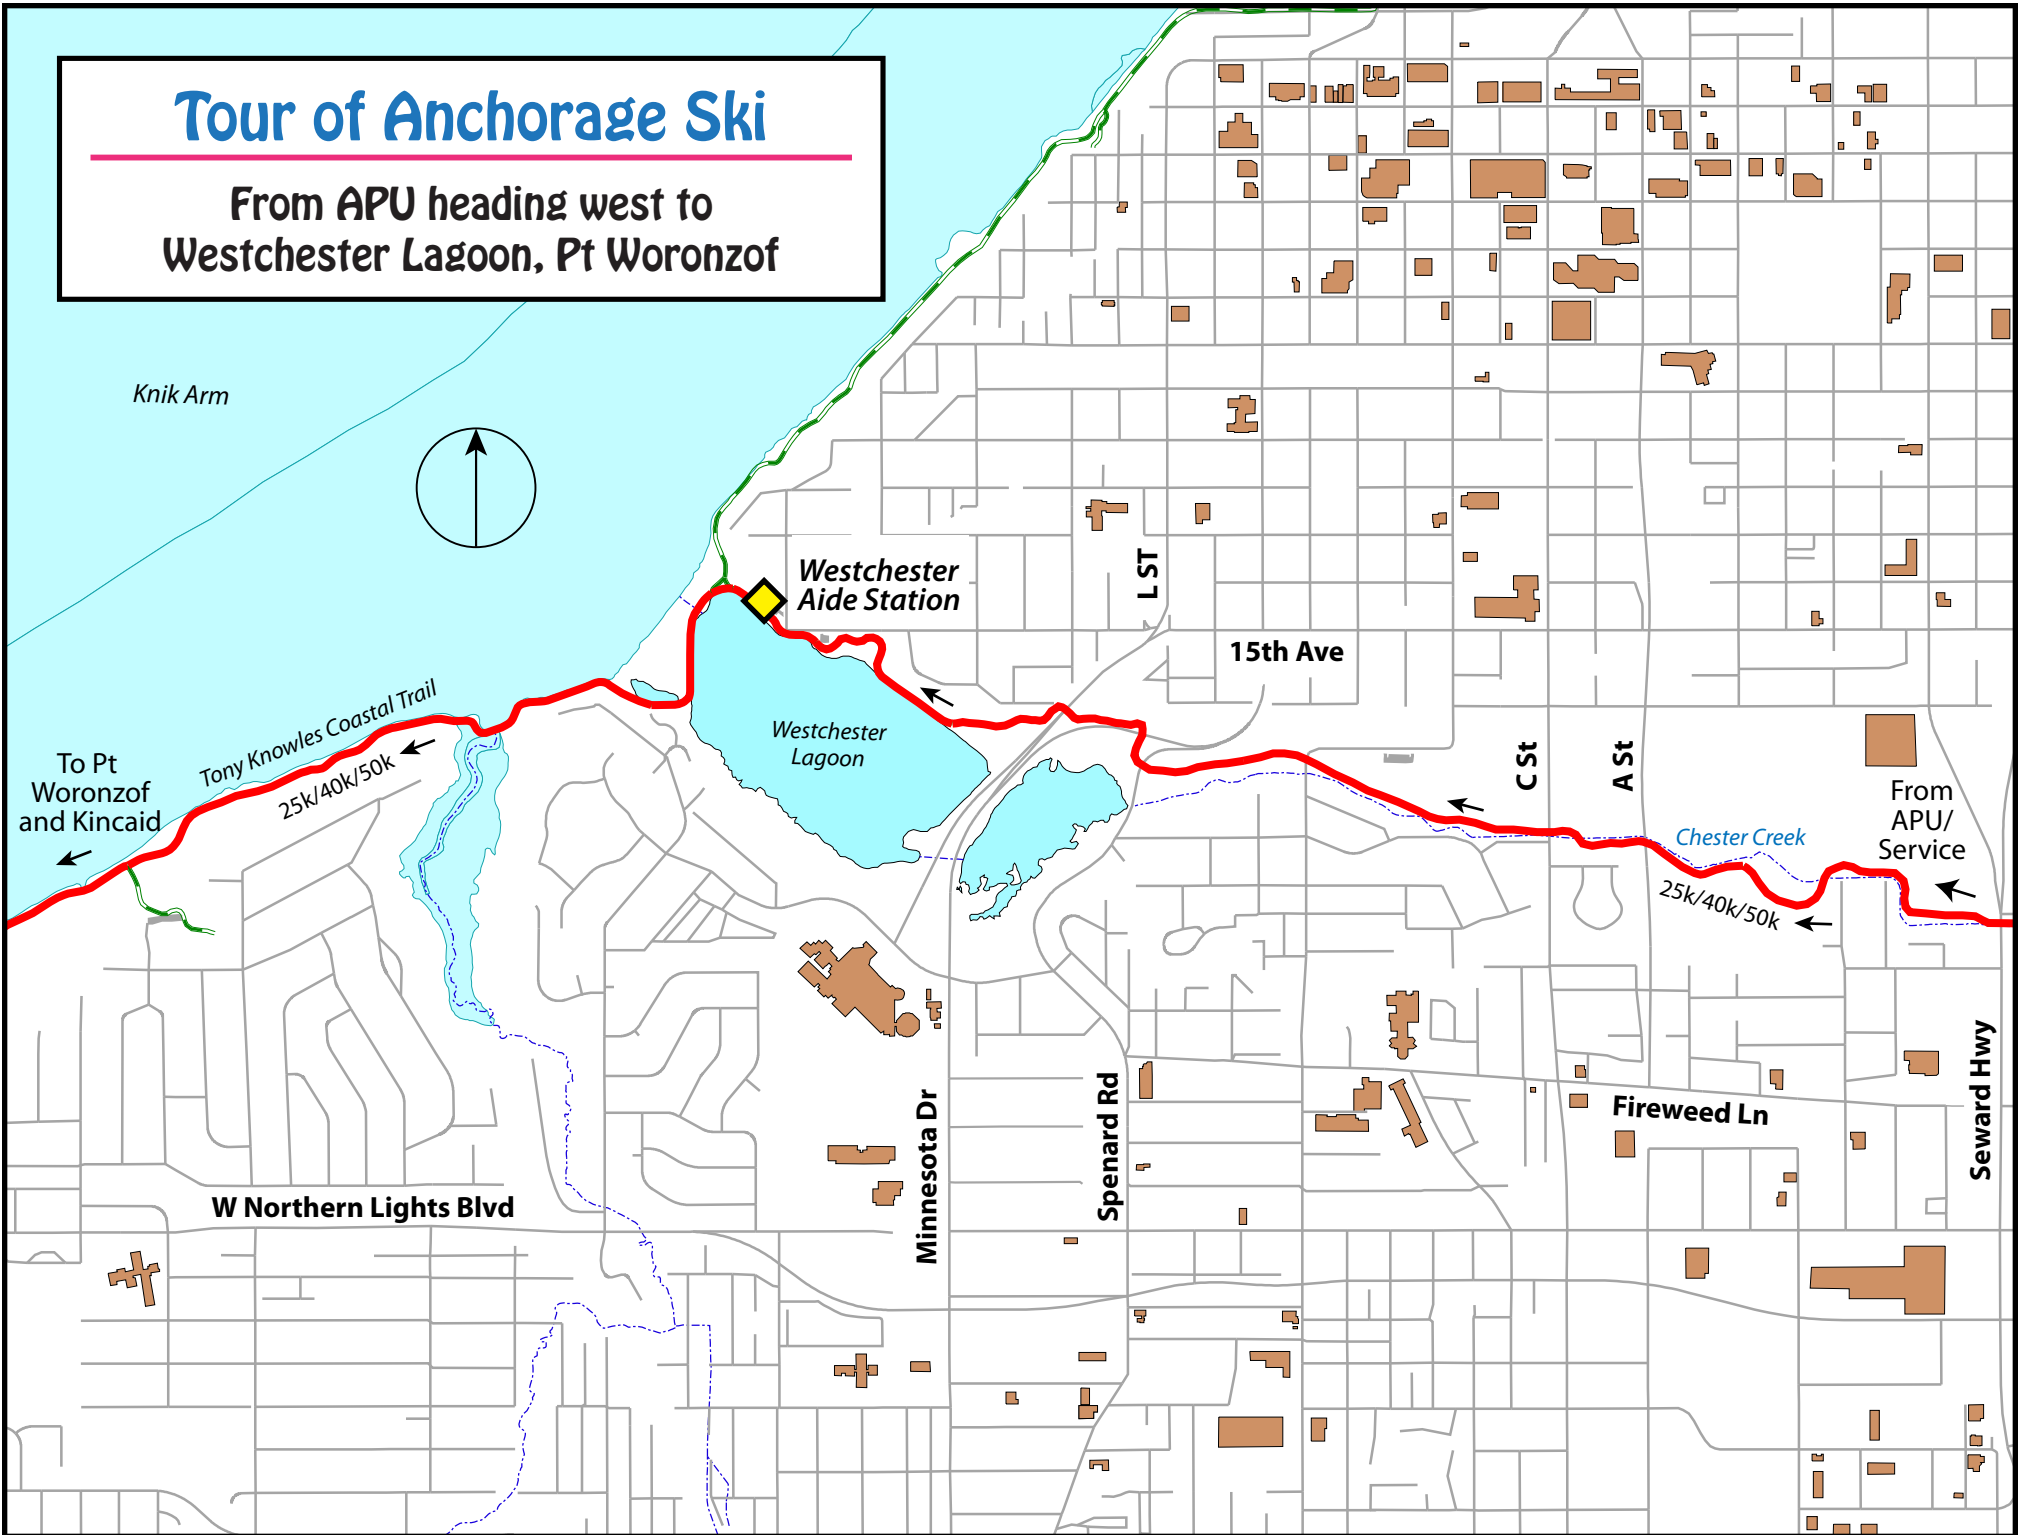 Tour of Anchorage Ski
From APU heading west to
Westchester Lagoon, Pt Woronzof
Knik Arm
Westchester
Aide Station
L ST
15th Ave
Westchester
Lagoon
Tony Knowles Coastal Trail
25k/40k/50k
To Pt
Woronzof
and Kincaid
C St
A St
From
APU/
Service
Chester Creek
25k/40k/50k
Minnesota Dr
Spenard Rd
Fireweed Ln
Seward Hwy
W Northern Lights Blvd